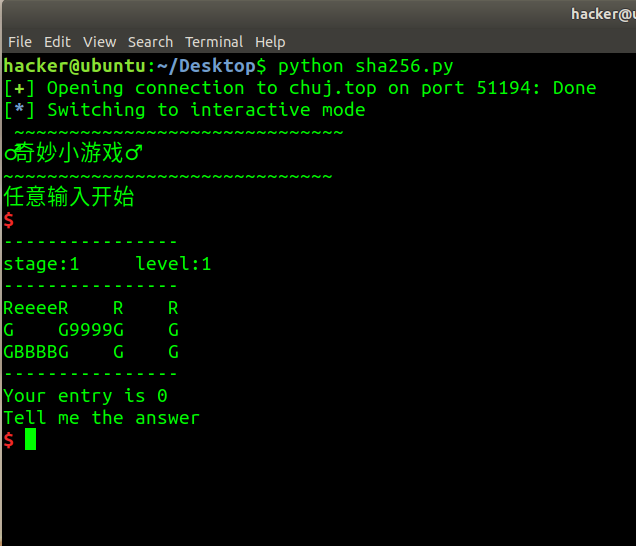 hacker@u
File Edit View Search Terminal Help
hacker@ubuntu:~/Desktop$ python sha256.py
[+] Opening connection to chuj.top on port 51194: Done
[*] Switching to interactive mode
 ~~~~~~~~~~~~~~~~~~~~~~~~~~~~~~
♂奇妙小游戏♂
~~~~~~~~~~~~~~~~~~~~~~~~~~~~~~
任意输入开始
$
----------------
stage:1     level:1
----------------
ReeeeR    R    R
G    G9999G    G
GBBBBG    G    G
----------------
Your entry is 0
Tell me the answer
$